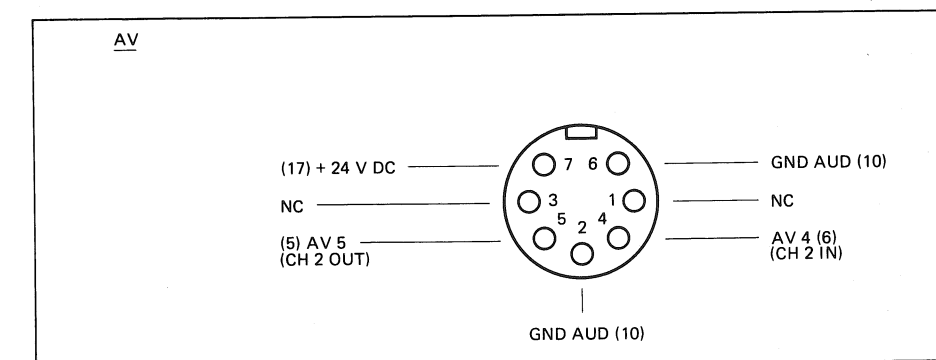 AV
(17) + 24 V DC
7 6
GND AUD (10)
NC
3
1
NC
(5) AV 5
(CH 2 OUT)
5 2 4
AV 4 (6)
(CH 2 IN)
GND AUD (10)